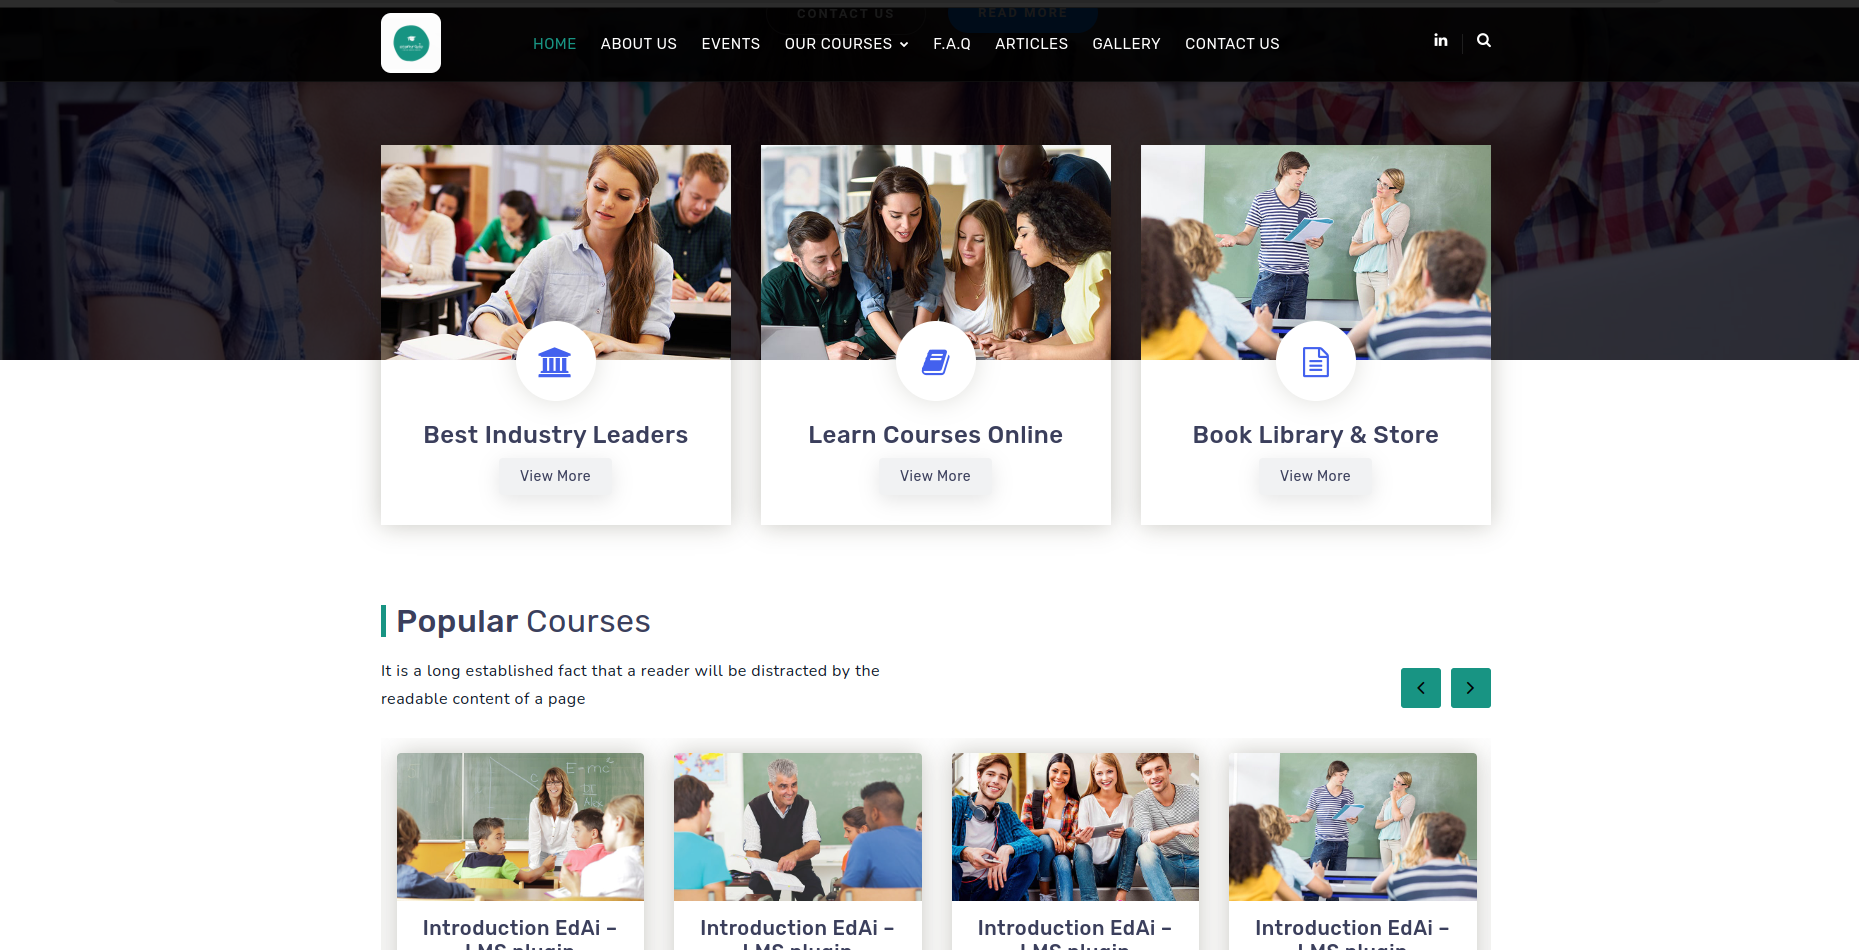 CONTACT US
READ MORE
HOME
ABOUT US
EVENTS
OUR COURSES
F.A.Q
ARTICLES
GALLERY
CONTACT US
in
Best Industry Leaders
Learn Courses Online
Book Library & Store
View More
View More
View More
Popular Courses
It is a long established fact that a reader will be distracted by the
readable content of a page
E=mc
Introduction EdAi –
LMS plugin
Introduction EdAi –
LMS plugin
Introduction EdAi –
LMS plugin
Introduction EdAi –
LMS plugin